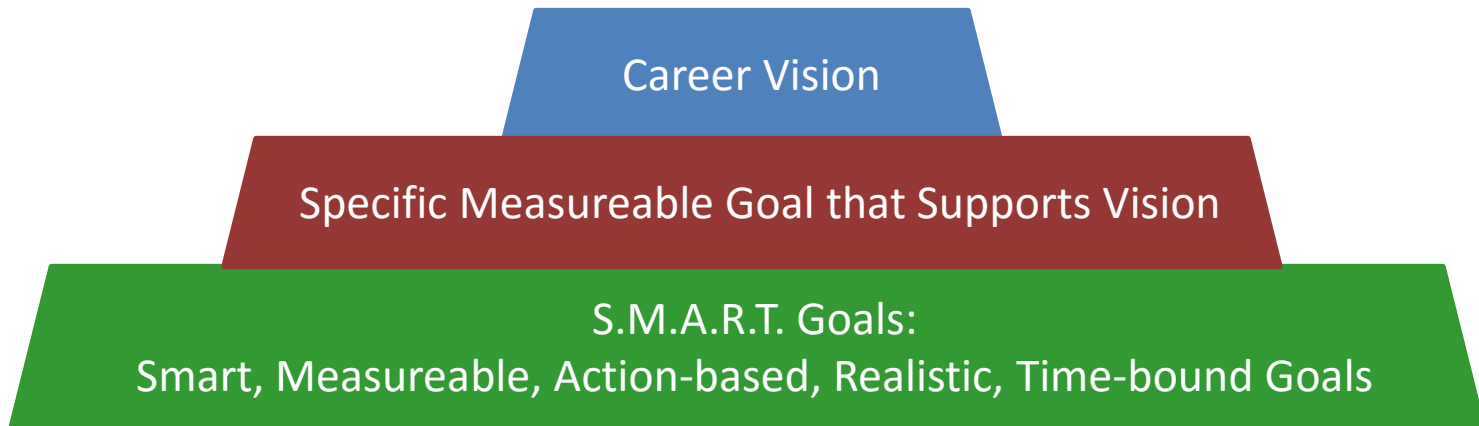 Career Vision
Specific Measureable Goal that Supports Vision
S.M.A.R.T. Goals:
Smart, Measureable, Action-based, Realistic, Time-bound Goals